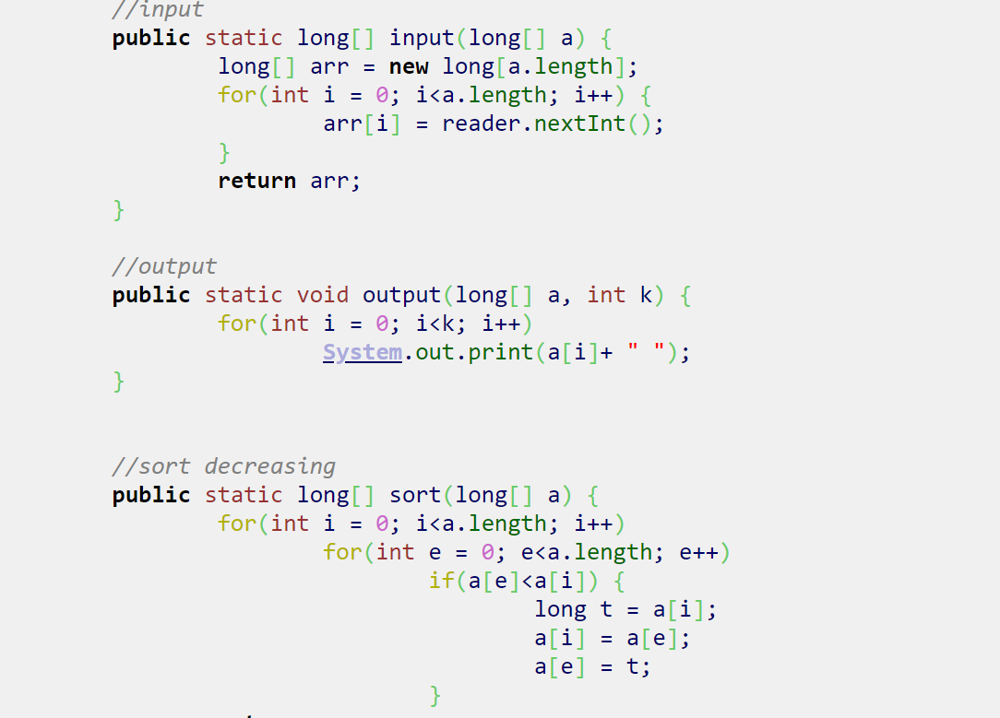 //input
public static long[] input(long[] a) {
long[] arr = new long[a.length];
for(int i = 0; i<a.length; i++) {
arr[i] = reader.nextInt();
}
return arr;
}
//output
public static void output(long[] a, int k) {
for(int i = 0; i<k; i++)
System.out.print(a[i]+ " ");
}
//sort decreasing
public static long[] sort(long[] a) {
for(int i = 0; i<a.length; i++)
for(int e = 0; e<a.length; e++)
if(a[e]<a[i]) {
long t = a[i];
a[i] = a[e];
a[e] = t;
}